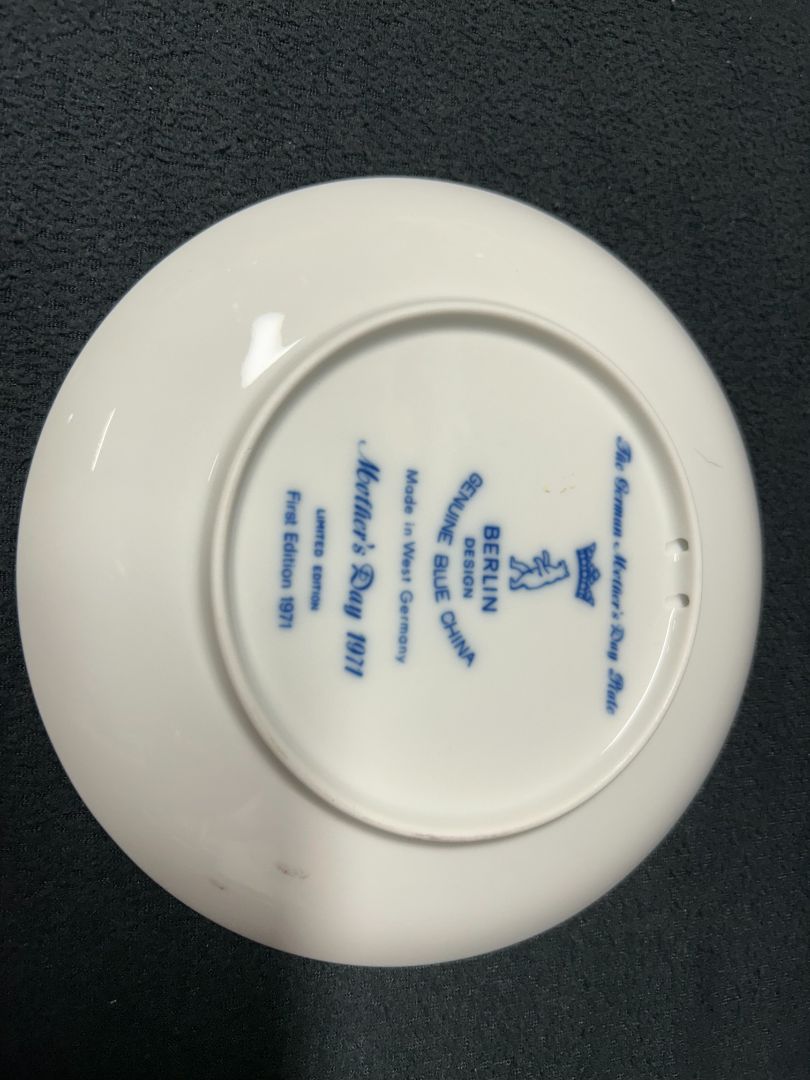 The German Mother's Day Plate
BERLIN
DESIGN
GENUINE BLUE CHINA
Made in West Germany
Mother's Day 1971
LIMITED EDITION
First Edition 1971